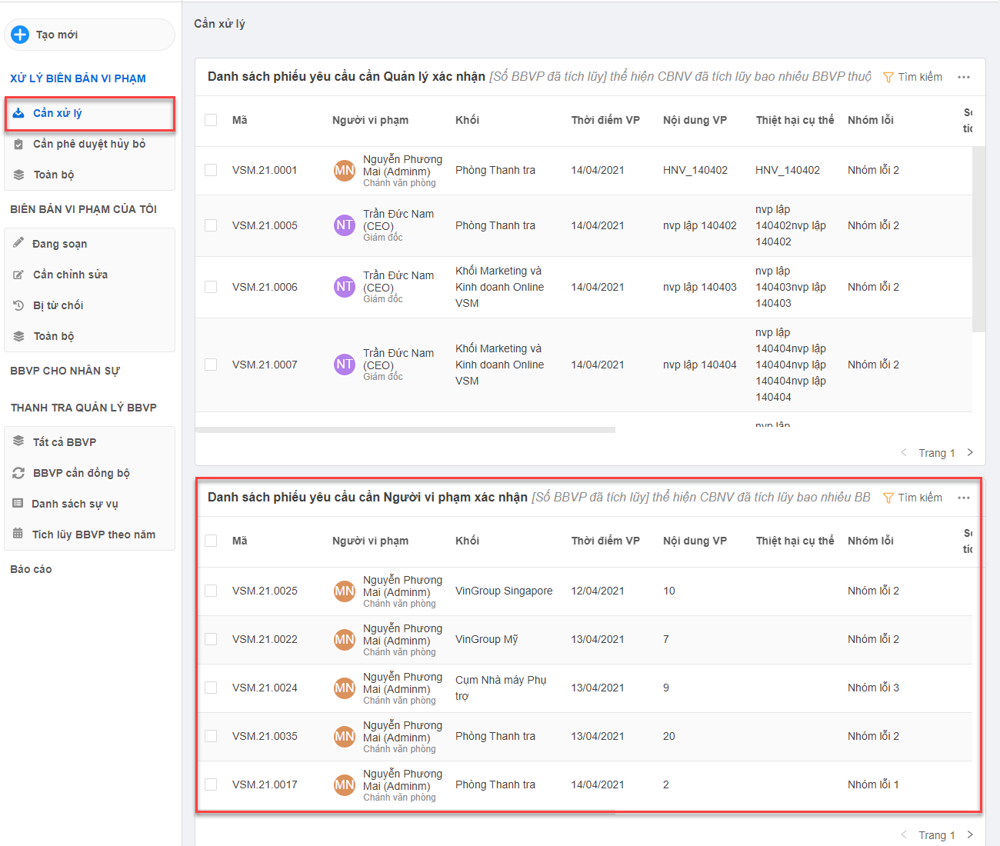 Tạo mới
XỬ LÝ BIÊN BẢN VI PHẠM
Cần xử lý
Cần phê duyệt hủy bỏ
Toàn bộ
BIÊN BẢN VI PHẠM CỦA TÔI
Đang soạn
Cần chỉnh sửa
Bị từ chối
Toàn bộ
BBVP CHO NHÂN SỰ
THANH TRA QUẢN LÝ BBVP
Tất cả BBVP
BBVP cần đồng bộ
Danh sách sự vụ
Tích lũy BBVP theo năm
Báo cáo
Cần xử lý
Danh sách phiếu yêu cầu cần Quản lý xác nhận [Số BBVP đã tích lũy] thể hiện CBNV đã tích lũy bao nhiêu BBVP thuộ Tìm kiếm
Mã Người vi phạm Khối Thời điểm VP Nội dung VP Thiệt hại cụ thể Nhóm lỗi
VSM.21.0001 MN Nguyễn Phương Mai (Adminm) Chánh văn phòng Phòng Thanh tra 14/04/2021 HNV_140402 HNV_140402 Nhóm lỗi 2
VSM.21.0005 NT Trần Đức Nam (CEO) Giám đốc Phòng Thanh tra 14/04/2021 nvp lập 140402 nvp lập 140402nvp lập 140402 Nhóm lỗi 2
VSM.21.0006 NT Trần Đức Nam (CEO) Giám đốc Khối Marketing và Kinh doanh Online VSM 14/04/2021 nvp lập 140403 nvp lập 140403nvp lập 140403 Nhóm lỗi 2
VSM.21.0007 NT Trần Đức Nam (CEO) Giám đốc Khối Marketing và Kinh doanh Online VSM 14/04/2021 nvp lập 140404 nvp lập 140404nvp lập 140404nvp lập 140404nvp lập 140404 Nhóm lỗi 2
Trang 1
Danh sách phiếu yêu cầu cần Người vi phạm xác nhận [Số BBVP đã tích lũy] thể hiện CBNV đã tích lũy bao nhiêu BB Tìm kiếm
Mã Người vi phạm Khối Thời điểm VP Nội dung VP Thiệt hại cụ thể Nhóm lỗi
VSM.21.0025 MN Nguyễn Phương Mai (Adminm) Chánh văn phòng VinGroup Singapore 12/04/2021 10 Nhóm lỗi 2
VSM.21.0022 MN Nguyễn Phương Mai (Adminm) Chánh văn phòng VinGroup Mỹ 13/04/2021 7 Nhóm lỗi 2
VSM.21.0024 MN Nguyễn Phương Mai (Adminm) Chánh văn phòng Cụm Nhà máy Phụ trợ 13/04/2021 9 Nhóm lỗi 3
VSM.21.0035 MN Nguyễn Phương Mai (Adminm) Chánh văn phòng Phòng Thanh tra 13/04/2021 20 Nhóm lỗi 2
VSM.21.0017 MN Nguyễn Phương Mai (Adminm) Chánh văn phòng Phòng Thanh tra 14/04/2021 2 Nhóm lỗi 1
Trang 1